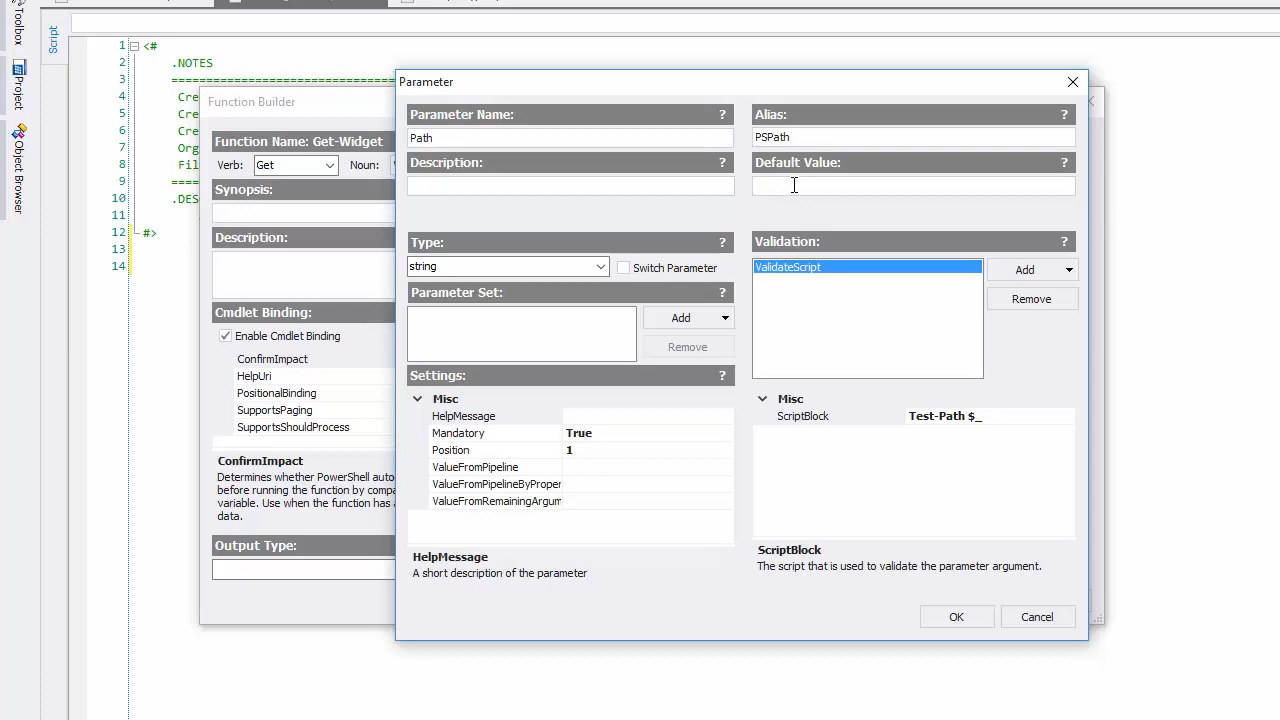 Toolbox
Project
Object Browser
Script
1 <#
2 .NOTES
3 ====================================
4 Cre
5 Cre
6 Cre
7 Org
8 Fil
9 ===
10 .DES
11
12 #>
13
14
Function Builder
Function Name: Get-Widget
Verb: Get Noun:
Synopsis:
Description:
Cmdlet Binding:
Enable Cmdlet Binding
ConfirmImpact
HelpUri
PositionalBinding
SupportsPaging
SupportsShouldProcess
ConfirmImpact
Determines whether PowerShell auto
before running the function by compa
variable. Use when the function has a
data.
Output Type:
Parameter
Parameter Name: ?
Path
Alias: ?
PSPath
Description: ?
Default Value: ?
Type: ?
string
Switch Parameter
Validation: ?
ValidateScript
Add
Remove
Parameter Set: ?
Add
Remove
Settings: ?
Misc
HelpMessage
Mandatory True
Position 1
ValueFromPipeline
ValueFromPipelineByProper
ValueFromRemainingArgum
HelpMessage
A short description of the parameter
Misc
ScriptBlock Test-Path $_
ScriptBlock
The script that is used to validate the parameter argument.
OK
Cancel